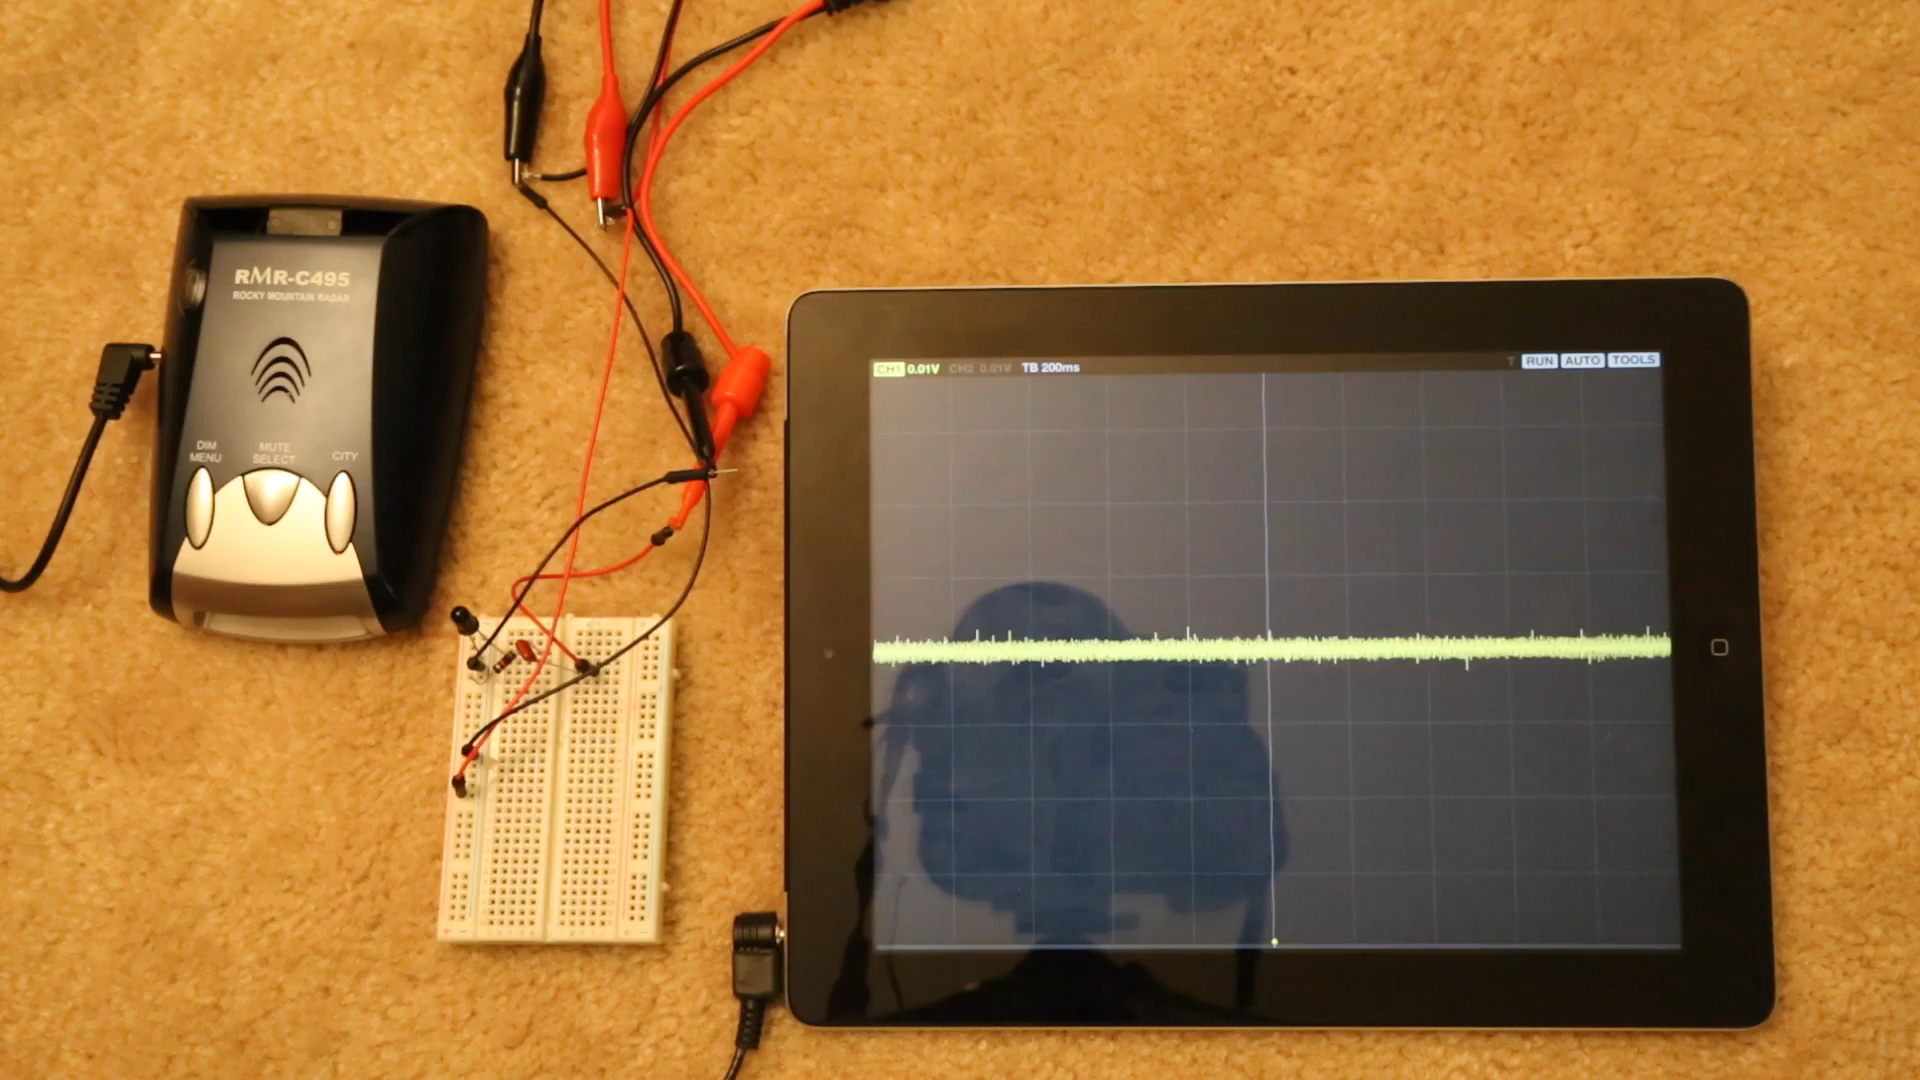 RMR-C495
ROCKY MOUNTAIN RADAR
DIM
MENU
MUTE
SELECT
CITY
CH1 0.01V CH2 0.01V TB 200ms T RUN AUTO TOOLS